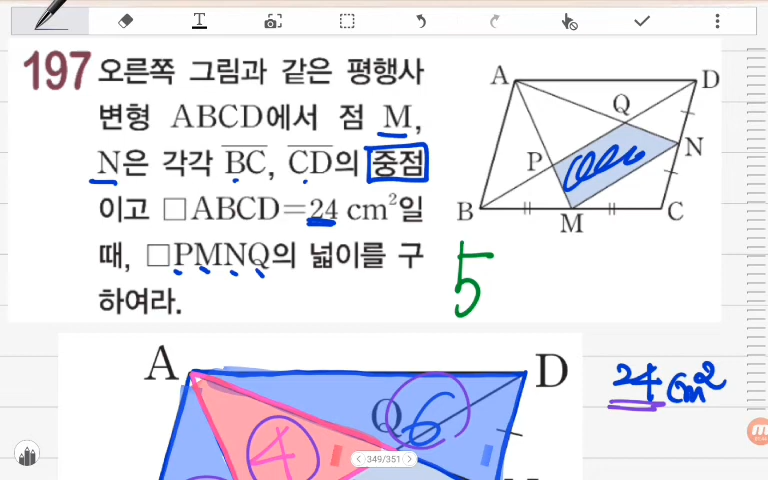 T
197 오른쪽 그림과 같은 평행사
변형 ABCD에서 점 M,
N은 각각 BC, CD의 중점
이고 □ABCD=24 cm²일
때, □PMNQ의 넓이를 구
하여라.
A
D
Q
N
P
B
M
C
5
A
D
24 cm²
Q
6
4
349/351